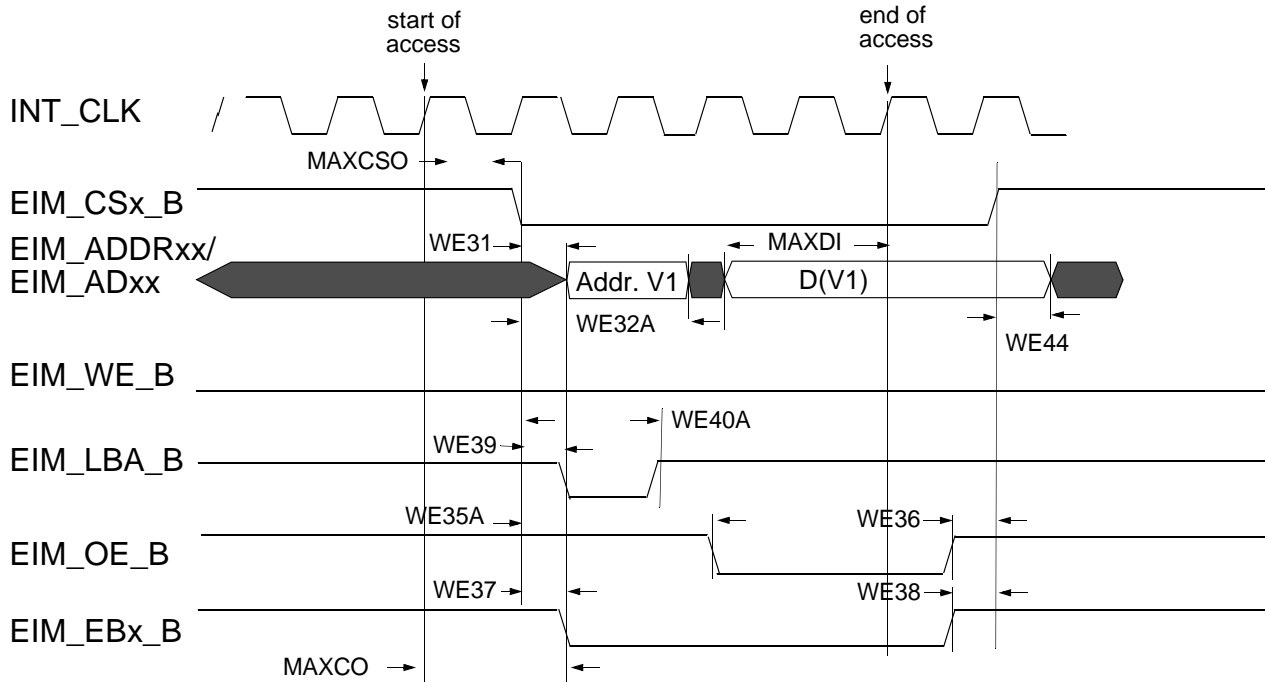 start of
access
end of
access
INT_CLK
MAXCSO
EIM_CSx_B
EIM_ADDRxx/
EIM_ADxx
WE31
MAXDI
Addr. V1
D(V1)
WE32A
WE44
EIM_WE_B
WE40A
WE39
EIM_LBA_B
WE35A
WE36
EIM_OE_B
WE37
WE38
EIM_EBx_B
MAXCO